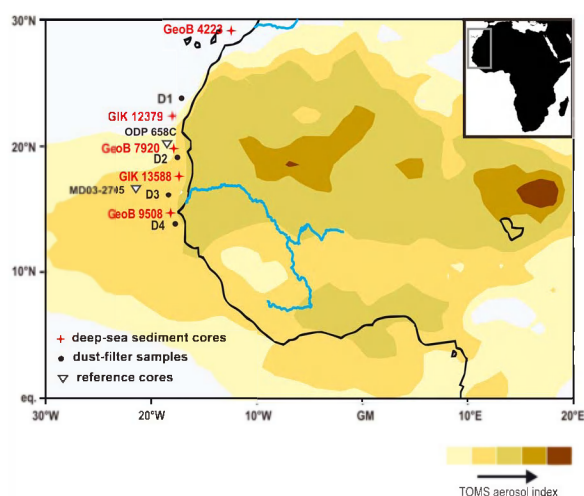 30°N
GeoB 4223
D1
20°N
GIK 12379
ODP 658C
GeoB 7920
D2
GIK 13588
MD03-2745
D3
GeoB 9508
D4
10°N
deep-sea sediment cores
dust-filter samples
reference cores
eq.
30°W
20°W
10°W
GM
10°E
20°E
TOMS aerosol index